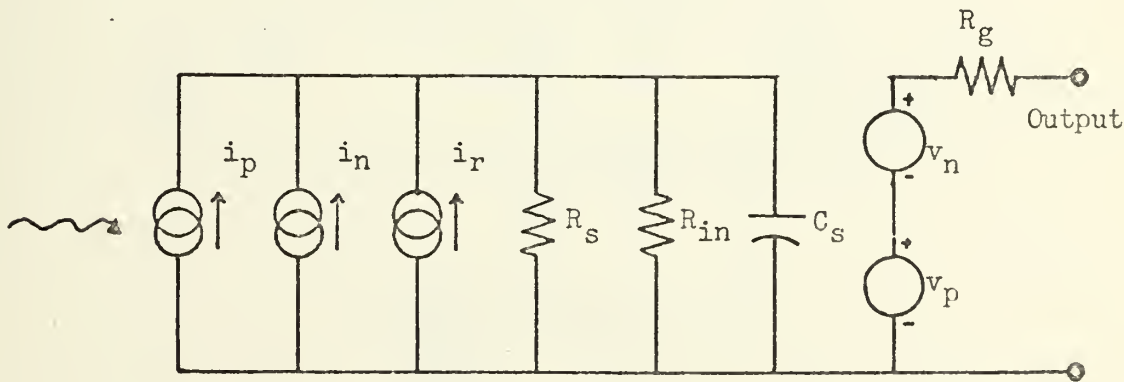 R_g
Output
i_p i_n i_r
R_s R_in C_s
+
v_n
-
+
v_p
-